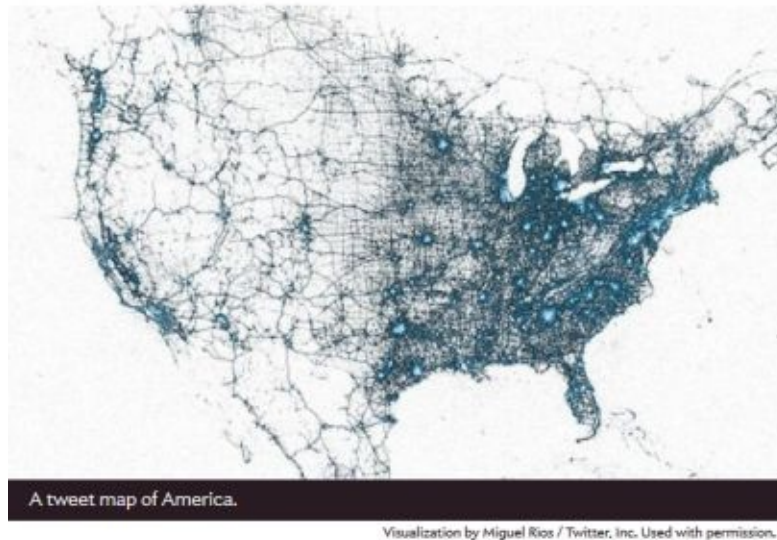 A tweet map of America.
Visualization by Miguel Rios / Twitter, Inc. Used with permission.